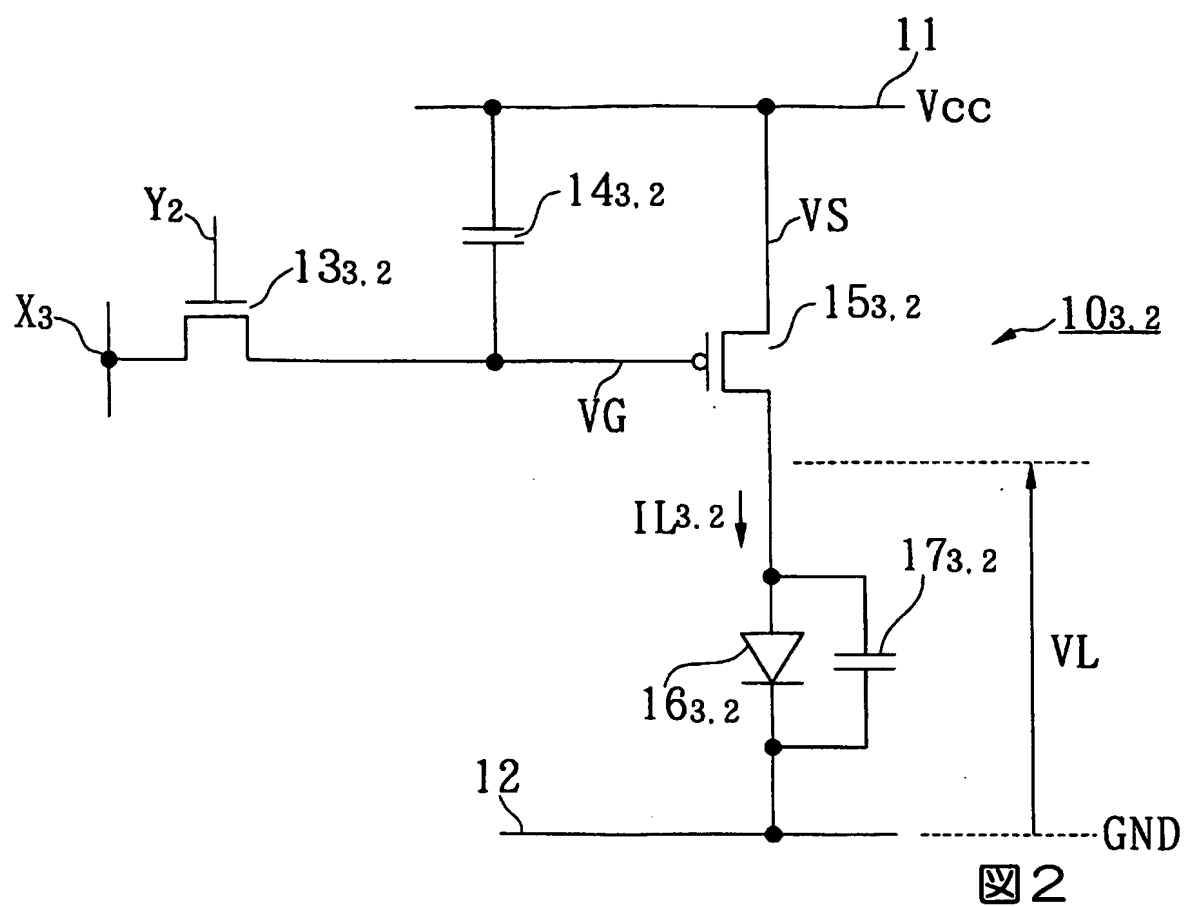 11
Vcc
Y2
143,2
VS
133,2
X3
153,2
103,2
VG
IL3,2
173,2
VL
163,2
12
GND
図2